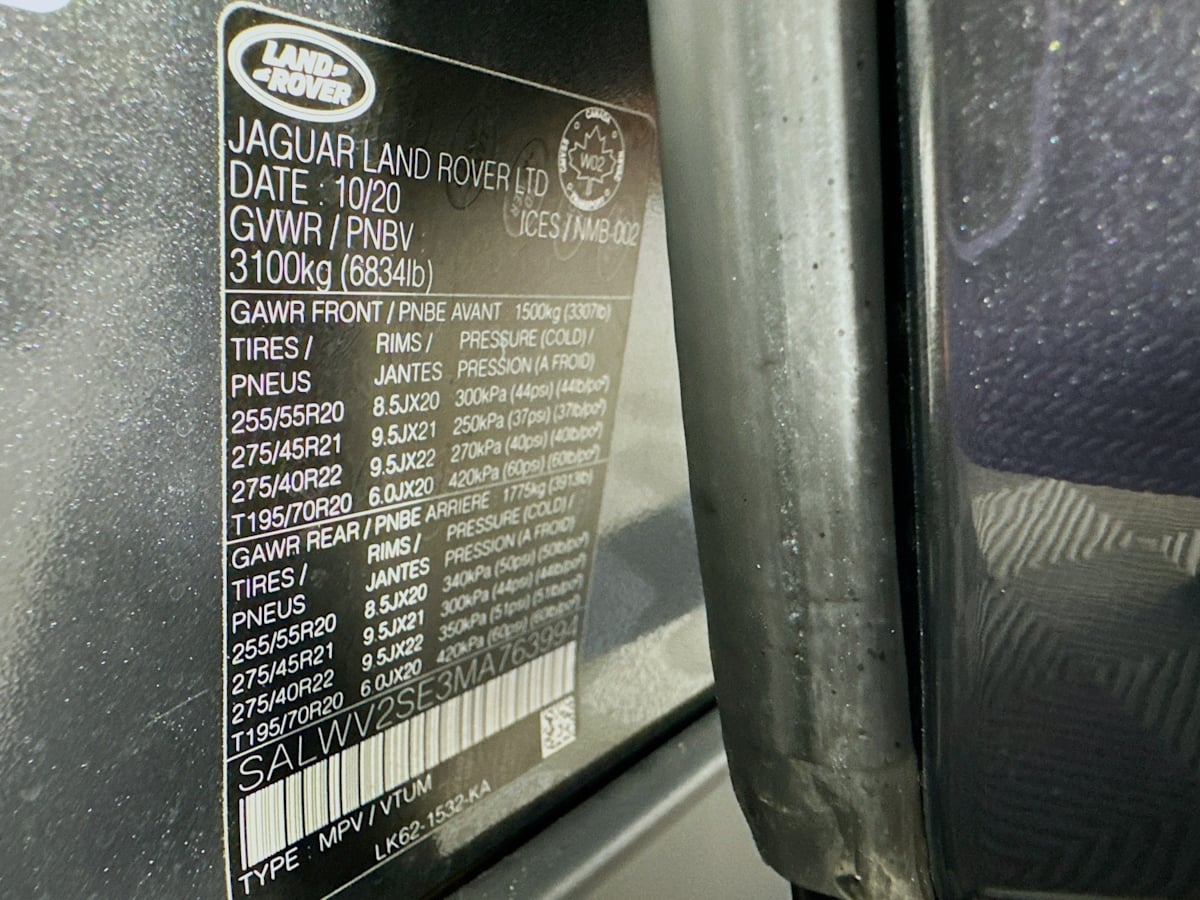 LAND
ROVER
CANADA
W02
JAGUAR LAND ROVER LTD
DATE : 10/20
ICES / NMB-002
GVWR / PNBV
3100kg (6834lb)
GAWR FRONT / PNBE AVANT 1500kg (3307lb)
TIRES / RIMS / PRESSURE (COLD) /
PNEUS JANTES PRESSION (A FROID)
255/55R20 8.5JX20 300kPa (44psi) (44lb/po²)
275/45R21 9.5JX21 250kPa (37psi) (37lb/po²)
275/40R22 9.5JX22 270kPa (40psi) (40lb/po²)
T195/70R20 6.0JX20 420kPa (60psi) (60lb/po²)
GAWR REAR / PNBE ARRIERE 1775kg (3913lb)
TIRES / RIMS / PRESSURE (COLD) /
PNEUS JANTES PRESSION (A FROID)
255/55R20 8.5JX20 340kPa (50psi) (50lb/po²)
275/45R21 9.5JX21 300kPa (44psi) (44lb/po²)
275/40R22 9.5JX22 350kPa (51psi) (51lb/po²)
T195/70R20 6.0JX20 420kPa (60psi) (60lb/po²)
SALWV2SE3MA763994
TYPE : MPV / VTUM
LK62-1532-KA